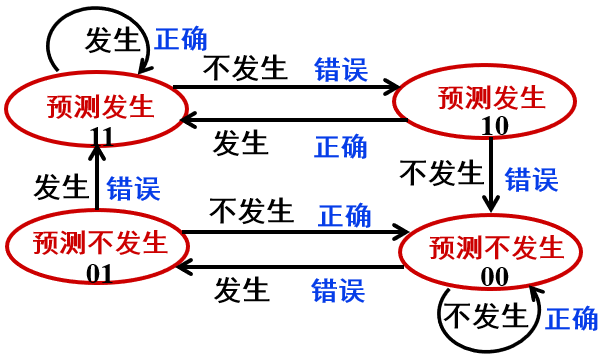 发生 正确
不发生 错误
预测发生
11
预测发生
10
发生 正确
发生 错误
不发生 错误
不发生 正确
预测不发生
01
预测不发生
00
发生 错误
不发生 正确